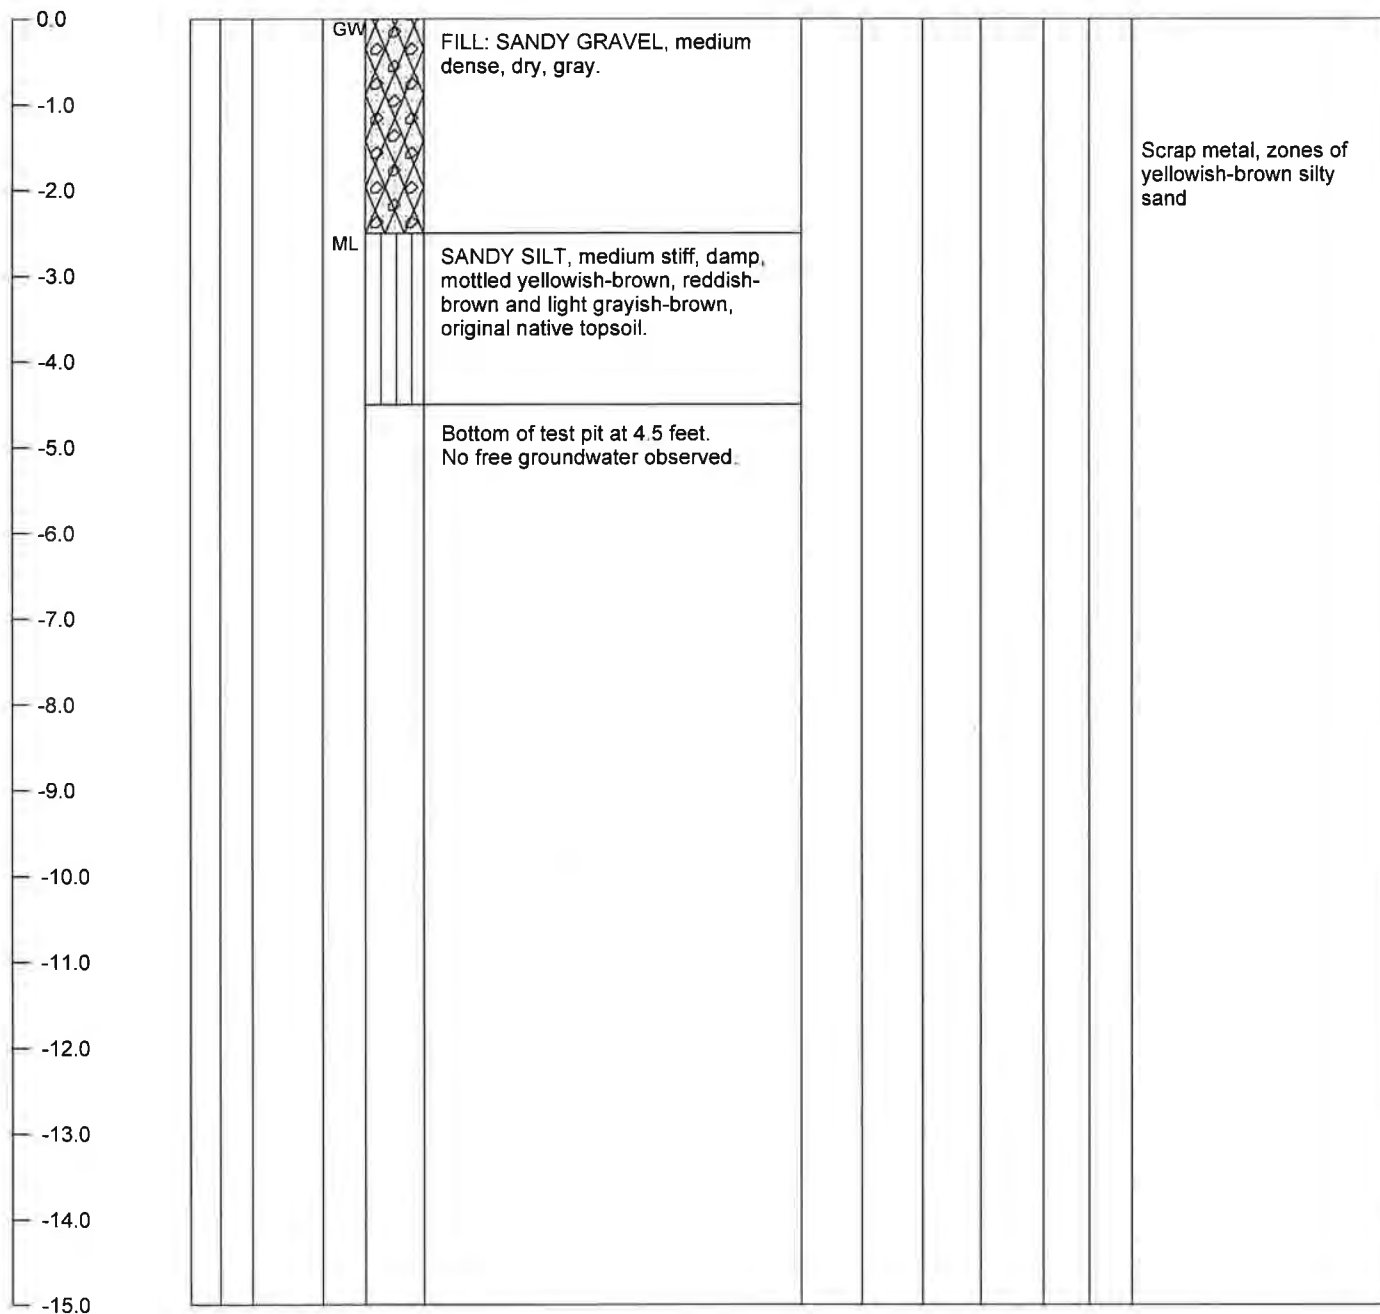 0.0
GW
FILL: SANDY GRAVEL, medium
dense, dry, gray.
-1.0
Scrap metal, zones of
yellowish-brown silty
sand
-2.0
ML
SANDY SILT, medium stiff, damp,
mottled yellowish-brown, reddish-
brown and light grayish-brown,
original native topsoil.
-3.0
-4.0
Bottom of test pit at 4.5 feet.
No free groundwater observed.
-5.0
-6.0
-7.0
-8.0
-9.0
-10.0
-11.0
-12.0
-13.0
-14.0
-15.0